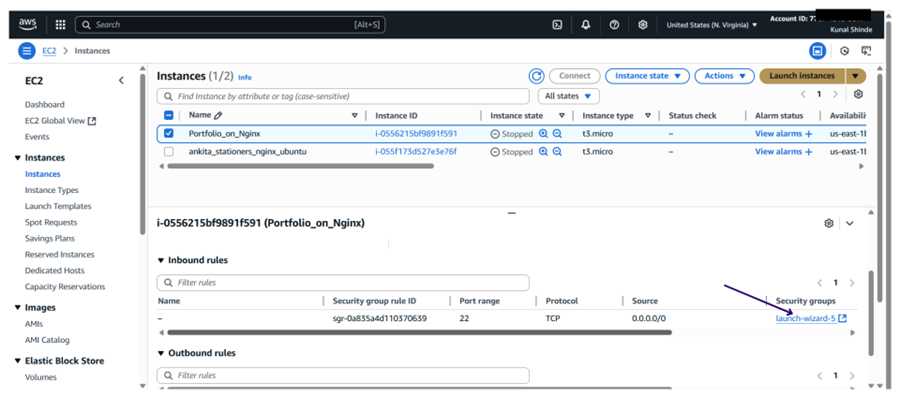 aws
Search [Alt+S]
United States (N. Virginia)
Account ID: 7
Kunal Shinde
EC2 > Instances
EC2
Dashboard
EC2 Global View
Events
Instances
Instances
Instance Types
Launch Templates
Spot Requests
Savings Plans
Reserved Instances
Dedicated Hosts
Capacity Reservations
Images
AMIs
AMI Catalog
Elastic Block Store
Volumes
Instances (1/2) Info
Connect Instance state Actions Launch instances
Find Instance by attribute or tag (case-sensitive) All states
1
Name Instance ID Instance state Instance type Status check Alarm status Availabili
Portfolio_on_Nginx i-0556215bf9891f591 Stopped t3.micro – View alarms + us-east-1
ankita_stationers_nginx_ubuntu i-055f173d527e3e76f Stopped t3.micro – View alarms + us-east-1
i-0556215bf9891f591 (Portfolio_on_Nginx)
Inbound rules
Filter rules 1
Name Security group rule ID Port range Protocol Source Security groups
– sgr-0a835a4d110370639 22 TCP 0.0.0.0/0 launch-wizard-5
Outbound rules
Filter rules 1